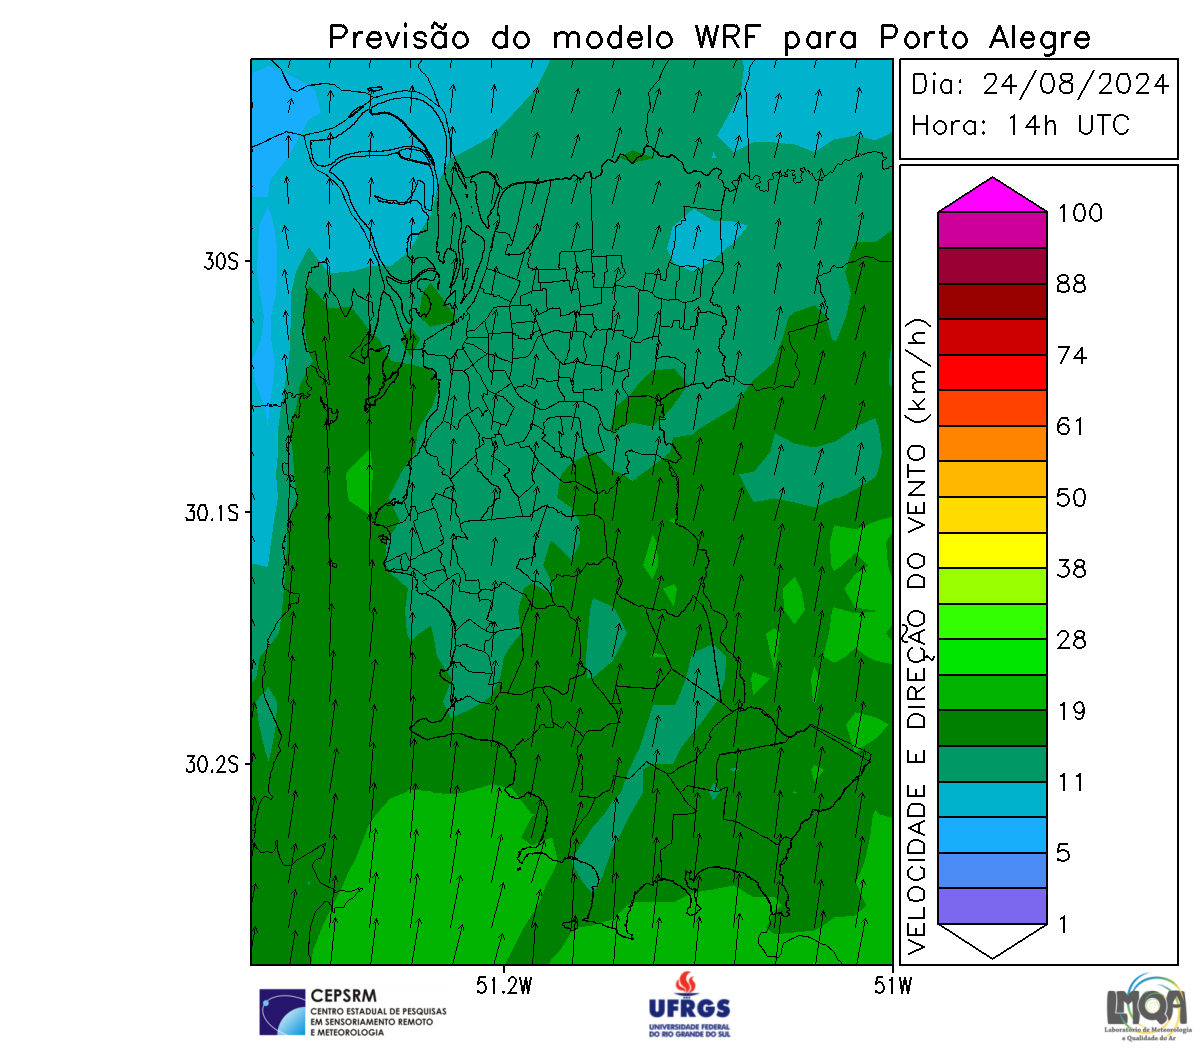 Previsão do modelo WRF para Porto Alegre
Dia: 24/08/2024
Hora: 14h UTC
30S
30.1S
30.2S
51.2W
51W
VELOCIDADE E DIREÇÃO DO VENTO (km/h)
100
88
74
61
50
38
28
19
11
5
1
CEPSRM
CENTRO ESTADUAL DE PESQUISAS
EM SENSORIAMENTO REMOTO
E METEOROLOGIA
UFRGS
UNIVERSIDADE FEDERAL
DO RIO GRANDE DO SUL
LMQA
Laboratório de Meteorologia
e Qualidade do Ar